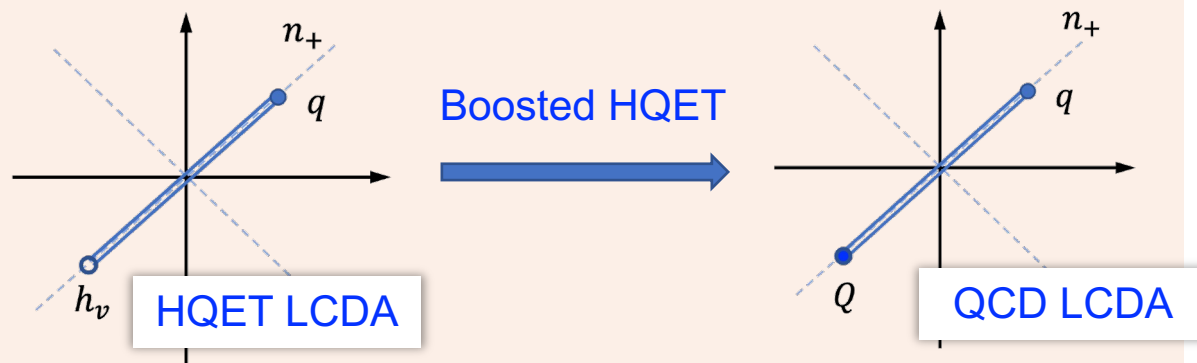 n₊
q
h_v
HQET LCDA
Boosted HQET
n₊
q
Q
QCD LCDA